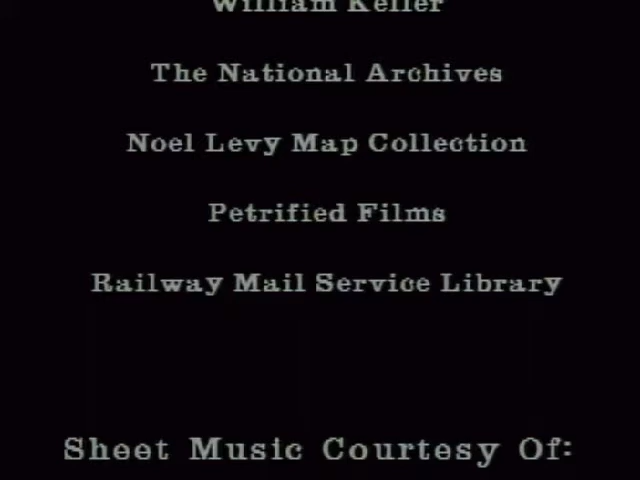 William Keller
The National Archives
Noel Levy Map Collection
Petrified Films
Railway Mail Service Library
Sheet Music Courtesy Of: